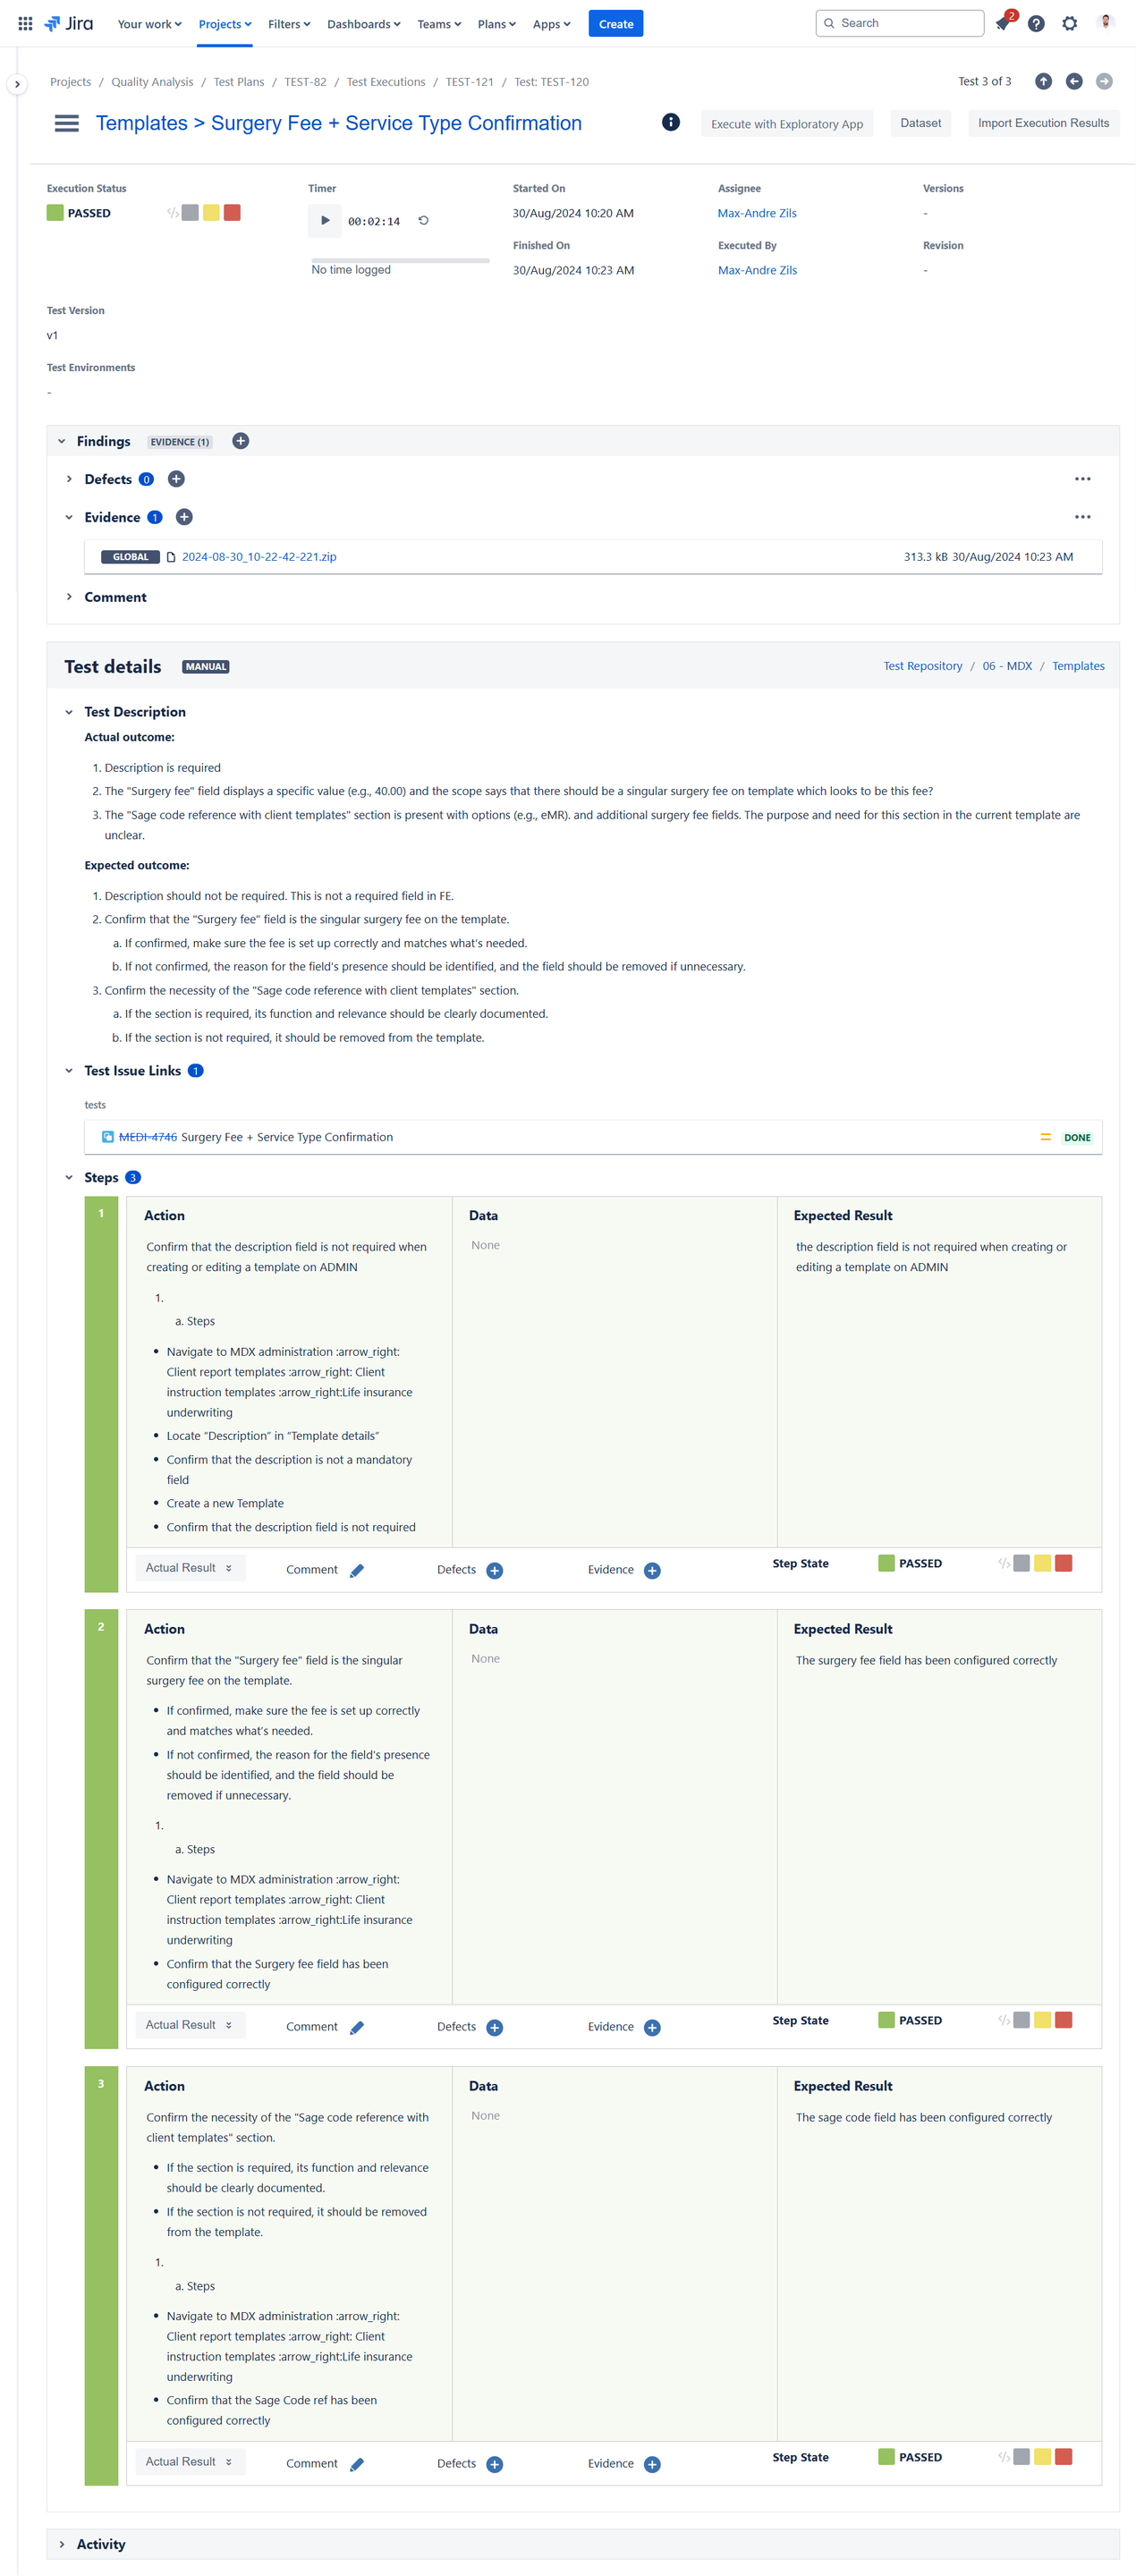 Jira Your work Projects Filters Dashboards Teams Plans Apps Create Search 2
Projects / Quality Analysis / Test Plans / TEST-82 / Test Executions / TEST-121 / Test: TEST-120 Test 3 of 3
Templates > Surgery Fee + Service Type Confirmation Execute with Exploratory App Dataset Import Execution Results
Execution Status Timer Started On Assignee Versions
PASSED </> 00:02:14 30/Aug/2024 10:20 AM Max-Andre Zils -
Finished On Executed By Revision
No time logged 30/Aug/2024 10:23 AM Max-Andre Zils -
Test Version
v1
Test Environments
-
Findings EVIDENCE (1)
Defects 0
Evidence 1
GLOBAL 2024-08-30_10-22-42-221.zip 313.3 kB 30/Aug/2024 10:23 AM
Comment
Test details MANUAL Test Repository / 06 - MDX / Templates
Test Description
Actual outcome:
1. Description is required
2. The "Surgery fee" field displays a specific value (e.g., 40.00) and the scope says that there should be a singular surgery fee on template which looks to be this fee?
3. The "Sage code reference with client templates" section is present with options (e.g., eMR). and additional surgery fee fields. The purpose and need for this section in the current template are
unclear.
Expected outcome:
1. Description should not be required. This is not a required field in FE.
2. Confirm that the "Surgery fee" field is the singular surgery fee on the template.
a. If confirmed, make sure the fee is set up correctly and matches what's needed.
b. If not confirmed, the reason for the field's presence should be identified, and the field should be removed if unnecessary.
3. Confirm the necessity of the "Sage code reference with client templates" section.
a. If the section is required, its function and relevance should be clearly documented.
b. If the section is not required, it should be removed from the template.
Test Issue Links 1
tests
MEDI-4746 Surgery Fee + Service Type Confirmation DONE
Steps 3
1 Action Data Expected Result
Confirm that the description field is not required when None the description field is not required when creating or
creating or editing a template on ADMIN editing a template on ADMIN
1.
a. Steps
• Navigate to MDX administration :arrow_right:
Client report templates :arrow_right: Client
instruction templates :arrow_right:Life insurance
underwriting
• Locate “Description” in “Template details”
• Confirm that the description is not a mandatory
field
• Create a new Template
• Confirm that the description field is not required
Actual Result Comment Defects Evidence Step State PASSED </>
2 Action Data Expected Result
Confirm that the "Surgery fee" field is the singular None The surgery fee field has been configured correctly
surgery fee on the template.
• If confirmed, make sure the fee is set up correctly
and matches what's needed.
• If not confirmed, the reason for the field's presence
should be identified, and the field should be
removed if unnecessary.
1.
a. Steps
• Navigate to MDX administration :arrow_right:
Client report templates :arrow_right: Client
instruction templates :arrow_right:Life insurance
underwriting
• Confirm that the Surgery fee field has been
configured correctly
Actual Result Comment Defects Evidence Step State PASSED </>
3 Action Data Expected Result
Confirm the necessity of the "Sage code reference with None The sage code field has been configured correctly
client templates" section.
• If the section is required, its function and relevance
should be clearly documented.
• If the section is not required, it should be removed
from the template.
1.
a. Steps
• Navigate to MDX administration :arrow_right:
Client report templates :arrow_right: Client
instruction templates :arrow_right:Life insurance
underwriting
• Confirm that the Sage Code ref has been
configured correctly
Actual Result Comment Defects Evidence Step State PASSED </>
Activity